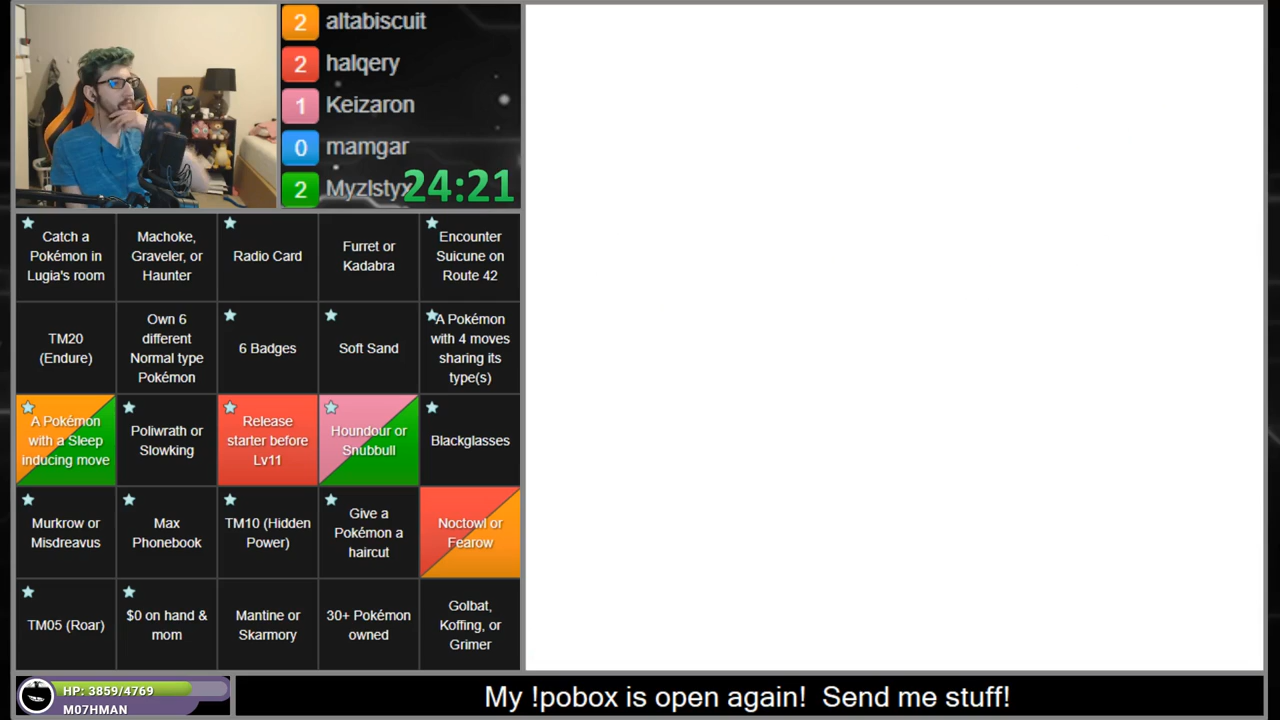 2 altabiscuit
2 halqery
1 Keizaron
0 mamgar
2 Myzlstyx
24:21
Catch a
Pokémon in
Lugia's room
Machoke,
Graveler, or
Haunter
Radio Card
Furret or
Kadabra
Encounter
Suicune on
Route 42
TM20
(Endure)
Own 6
different
Normal type
Pokémon
6 Badges
Soft Sand
A Pokémon
with 4 moves
sharing its
type(s)
A Pokémon
with a Sleep
inducing move
Poliwrath or
Slowking
Release
starter before
Lv11
Houndour or
Snubbull
Blackglasses
Murkrow or
Misdreavus
Max
Phonebook
TM10 (Hidden
Power)
Give a
Pokémon a
haircut
Noctowl or
Fearow
TM05 (Roar)
$0 on hand &
mom
Mantine or
Skarmory
30+ Pokémon
owned
Golbat,
Koffing, or
Grimer
HP: 3859/4769
M07HMAN
My !pobox is open again! Send me stuff!